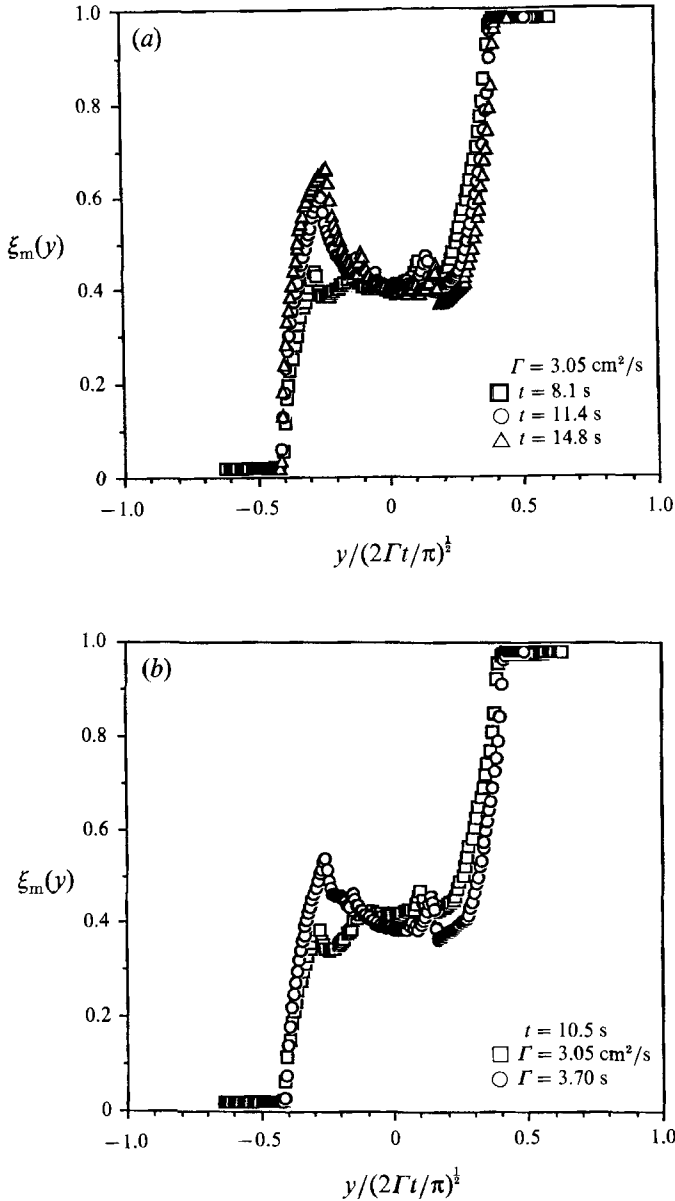 (a)
1.0
0.8
0.6
ξm(y)
0.4
0.2
0
Γ = 3.05 cm²/s
□ t = 8.1 s
○ t = 11.4 s
△ t = 14.8 s
−1.0 −0.5 0 0.5 1.0
y/(2Γt/π)^½
(b)
1.0
0.8
0.6
ξm(y)
0.4
0.2
0
t = 10.5 s
□ Γ = 3.05 cm²/s
○ Γ = 3.70 s
−1.0 −0.5 0 0.5 1.0
y/(2Γt/π)^½